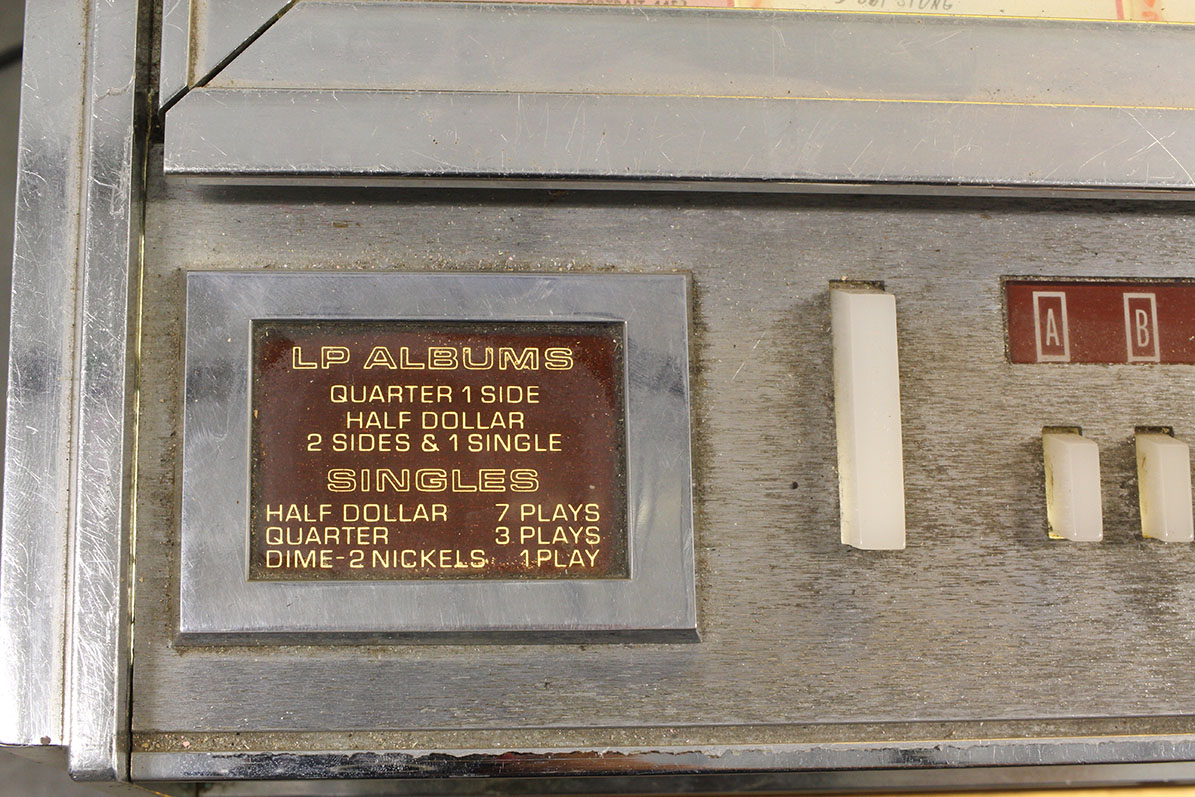 LP ALBUMS
QUARTER 1 SIDE
HALF DOLLAR
2 SIDES & 1 SINGLE
SINGLES
HALF DOLLAR 7 PLAYS
QUARTER 3 PLAYS
DIME-2 NICKELS 1 PLAY
A B